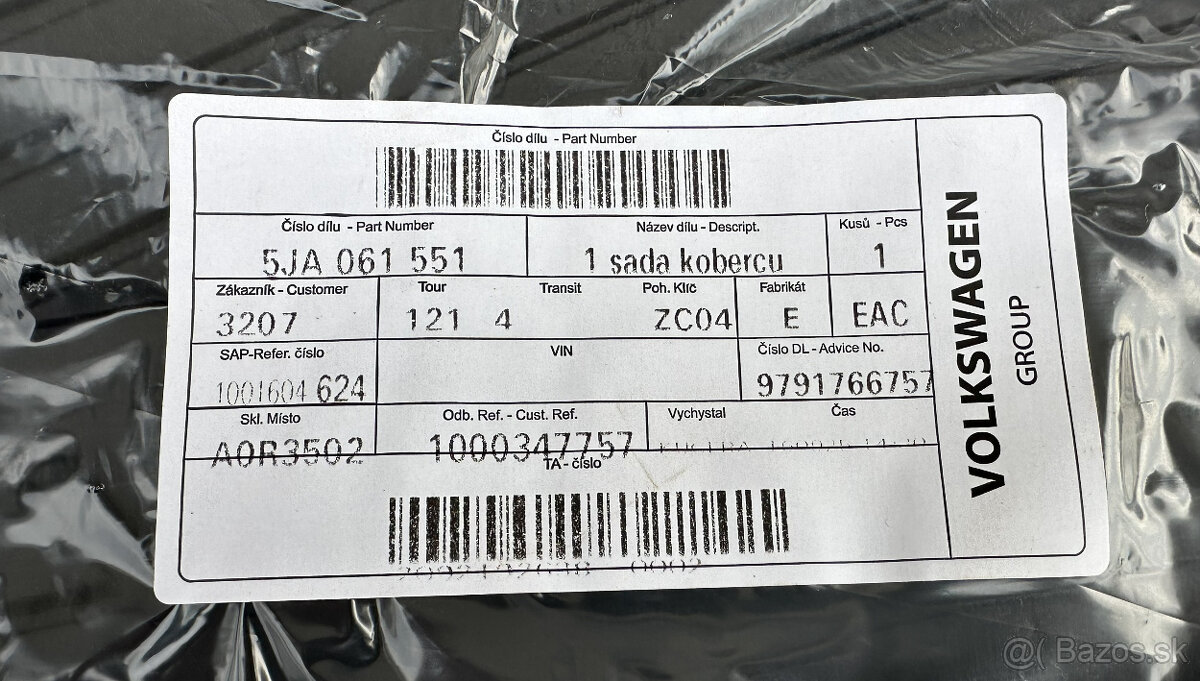 Číslo dílu - Part Number
Číslo dílu - Part Number
Název dílu - Descript.
Kusů - Pcs
5JA 061 551
1 sada kobercu
1
Zákazník - Customer
Tour
Transit
Poh. Klíč
Fabrikát
3207
121 4
ZC04
E
EAC
SAP-Refer. číslo
VIN
Číslo DL - Advice No.
1001604 624
9791766757
Skl. Místo
Odb. Ref. - Cust. Ref.
Vychystal
Čas
A0R3502
1000347757
TA - číslo
VOLKSWAGEN
GROUP
@( Bazos.sk